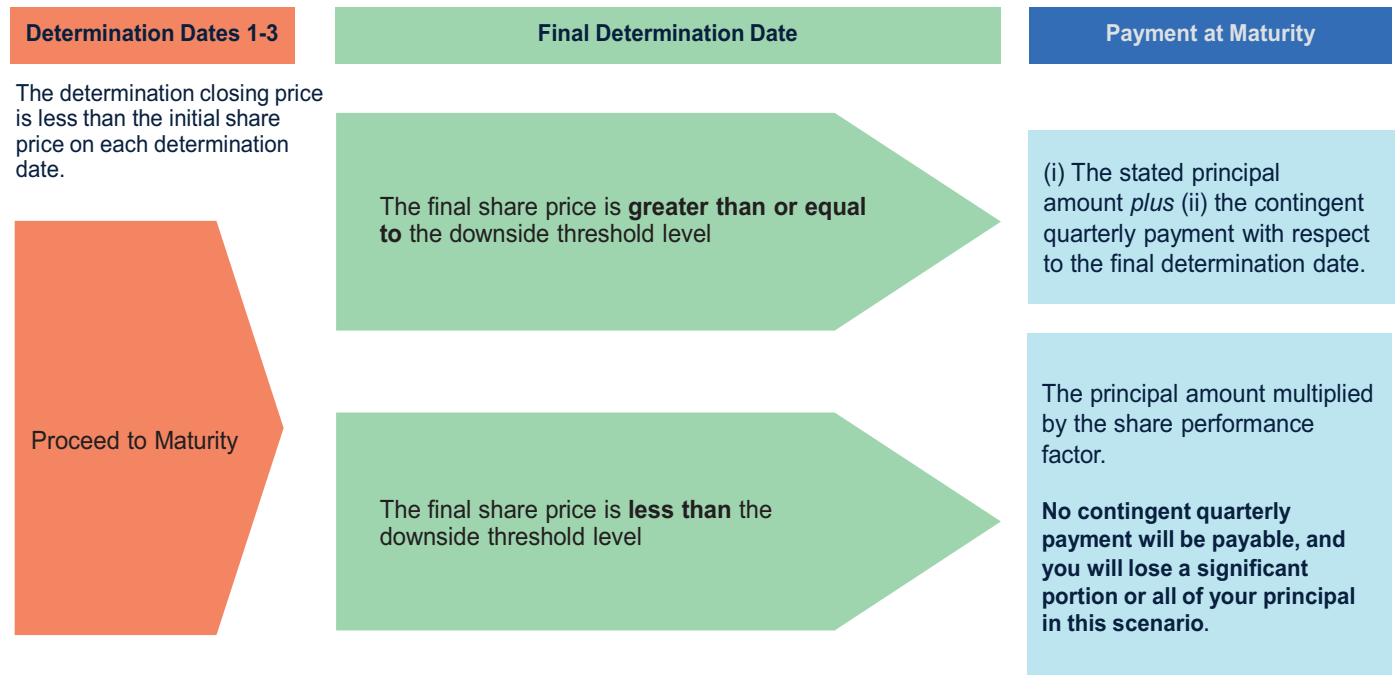 Determination Dates 1-3
Final Determination Date
Payment at Maturity
The determination closing price
is less than the initial share
price on each determination
date.
Proceed to Maturity
The final share price is greater than or equal
to the downside threshold level
(i) The stated principal
amount plus (ii) the contingent
quarterly payment with respect
to the final determination date.
The final share price is less than the
downside threshold level
The principal amount multiplied
by the share performance
factor.
No contingent quarterly
payment will be payable, and
you will lose a significant
portion or all of your principal
in this scenario.